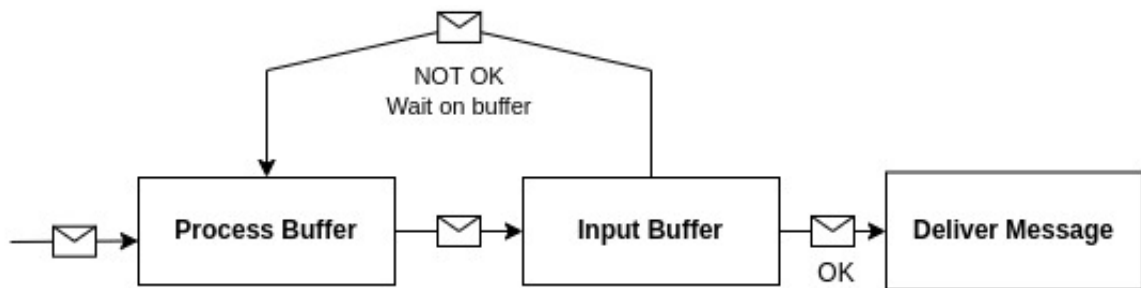 NOT OK
Wait on buffer
Process Buffer
Input Buffer
Deliver Message
OK